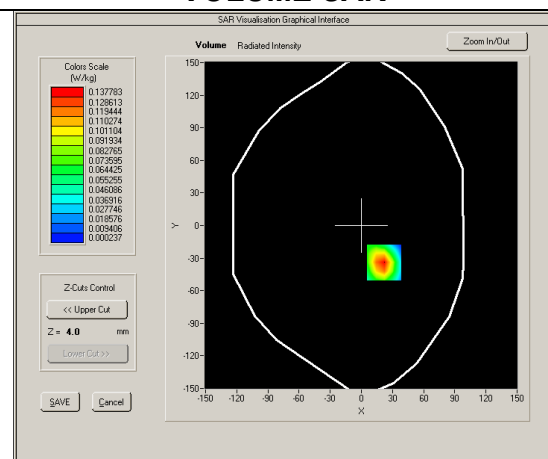 VOLUME SAR
SAR Visualisation Graphical Interface
Volume Radiated Intensity
Zoom In/Out
Colors Scale
(W/kg)
0.137783
0.128613
0.119444
0.110274
0.101104
0.091934
0.082765
0.073595
0.064425
0.055255
0.046086
0.036916
0.027746
0.018576
0.009406
0.000237
Z-Cuts Control
<< Upper Cut
Z = 4.0 mm
Lower Cut >>
SAVE Cancel
150
120
90
60
30
0
-30
-60
-90
-120
-150
Y
-150 -120 -90 -60 -30 0 30 60 90 120 150
X